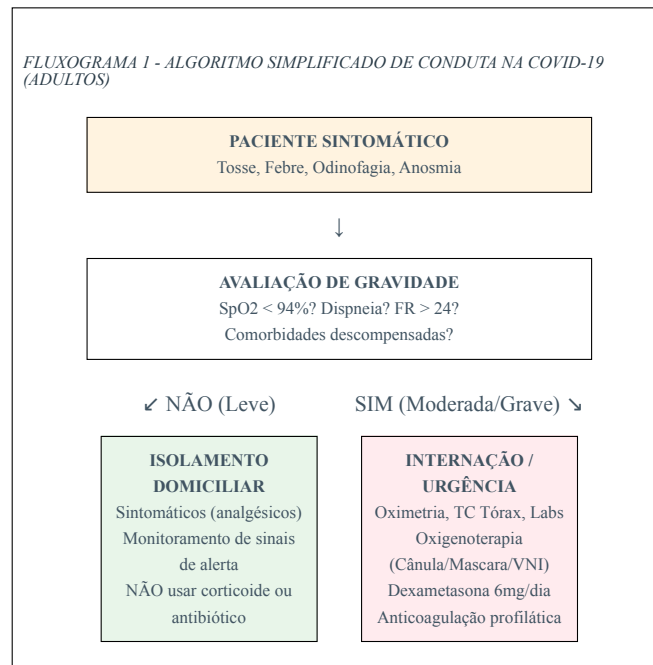 FLUXOGRAMA 1 - ALGORITMO SIMPLIFICADO DE CONDUTA NA COVID-19
(ADULTOS)
PACIENTE SINTOMÁTICO
Tosse, Febre, Odinofagia, Anosmia
↓
AVALIAÇÃO DE GRAVIDADE
SpO2 < 94%? Dispneia? FR > 24?
Comorbidades descompensadas?
↙ NÃO (Leve)
SIM (Moderada/Grave) ↘
ISOLAMENTO
DOMICILIAR
Sintomáticos (analgésicos)
Monitoramento de sinais
de alerta
NÃO usar corticoide ou
antibiótico
INTERNAÇÃO /
URGÊNCIA
Oximetria, TC Tórax, Labs
Oxigenoterapia
(Cânula/Mascara/VNI)
Dexametasona 6mg/dia
Anticoagulação profilática